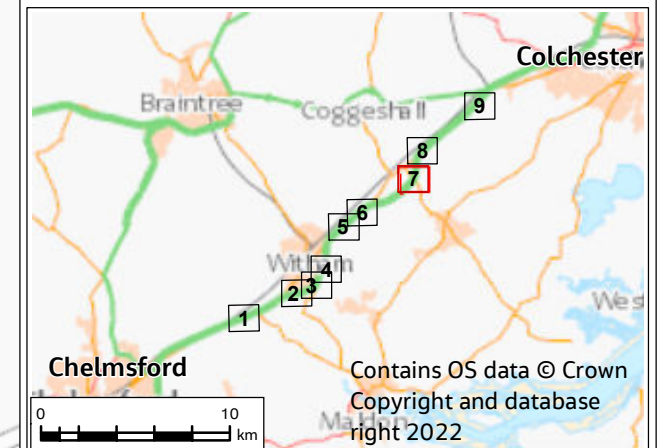 Colchester
Braintree
Coggeshall
9
8
7
6
5
Witham
4
3
2
1
Chelmsford
Contains OS data © Crown
Copyright and database
right 2022
0 10
km
Maldon